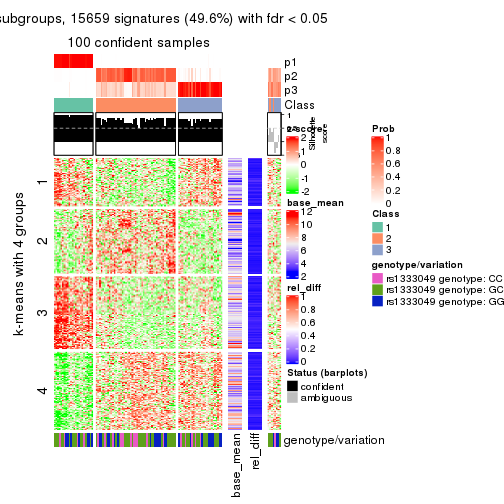 subgroups, 15659 signatures (49.6%) with fdr < 0.05
100 confident samples
p1
p2
p3
Class
1
Silhouette
score
z-score
2
1
0
-1
-2
Prob
1
0.8
0.6
0.4
0.2
0
k-means with 4 groups
1
2
3
4
base_mean
12
10
8
6
4
2
Class
1
2
3
genotype/variation
rs1333049 genotype: CC
rs1333049 genotype: GC
rs1333049 genotype: GG
rel_diff
1
0.8
0.6
0.4
0.2
0
Status (barplots)
confident
ambiguous
genotype/variation
base_mean
rel_diff